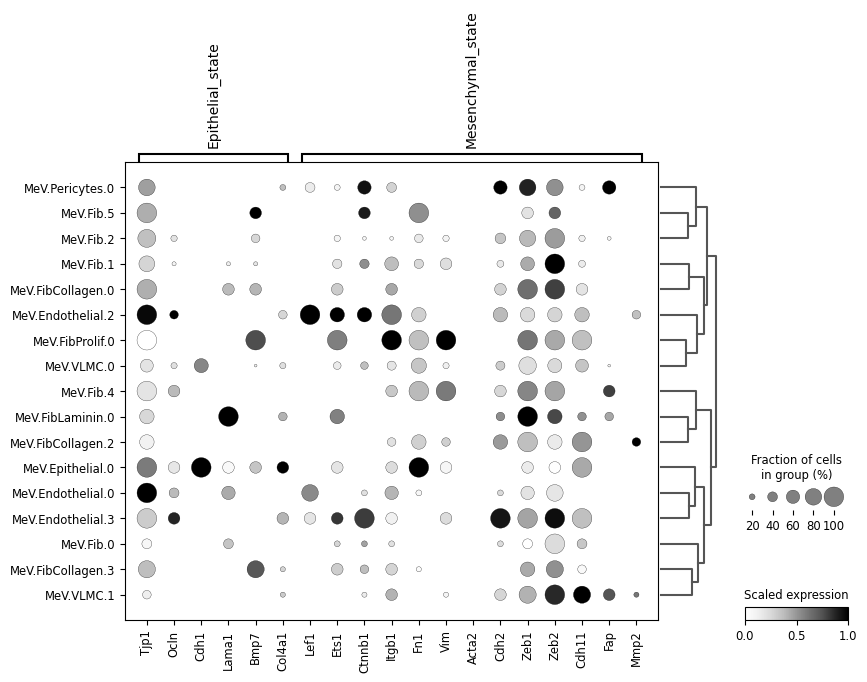 Epithelial_state
Mesenchymal_state
MeV.Pericytes.0
MeV.Fib.5
MeV.Fib.2
MeV.Fib.1
MeV.FibCollagen.0
MeV.Endothelial.2
MeV.FibProlif.0
MeV.VLMC.0
MeV.Fib.4
MeV.FibLaminin.0
MeV.FibCollagen.2
MeV.Epithelial.0
MeV.Endothelial.0
MeV.Endothelial.3
MeV.Fib.0
MeV.FibCollagen.3
MeV.VLMC.1
Tjp1
Ocln
Cdh1
Lama1
Bmp7
Col4a1
Lef1
Ets1
Ctnnb1
Itgb1
Fn1
Vim
Acta2
Cdh2
Zeb1
Zeb2
Cdh11
Fap
Mmp2
Fraction of cells
in group (%)
20 40 60 80 100
Scaled expression
0.0 0.5 1.0